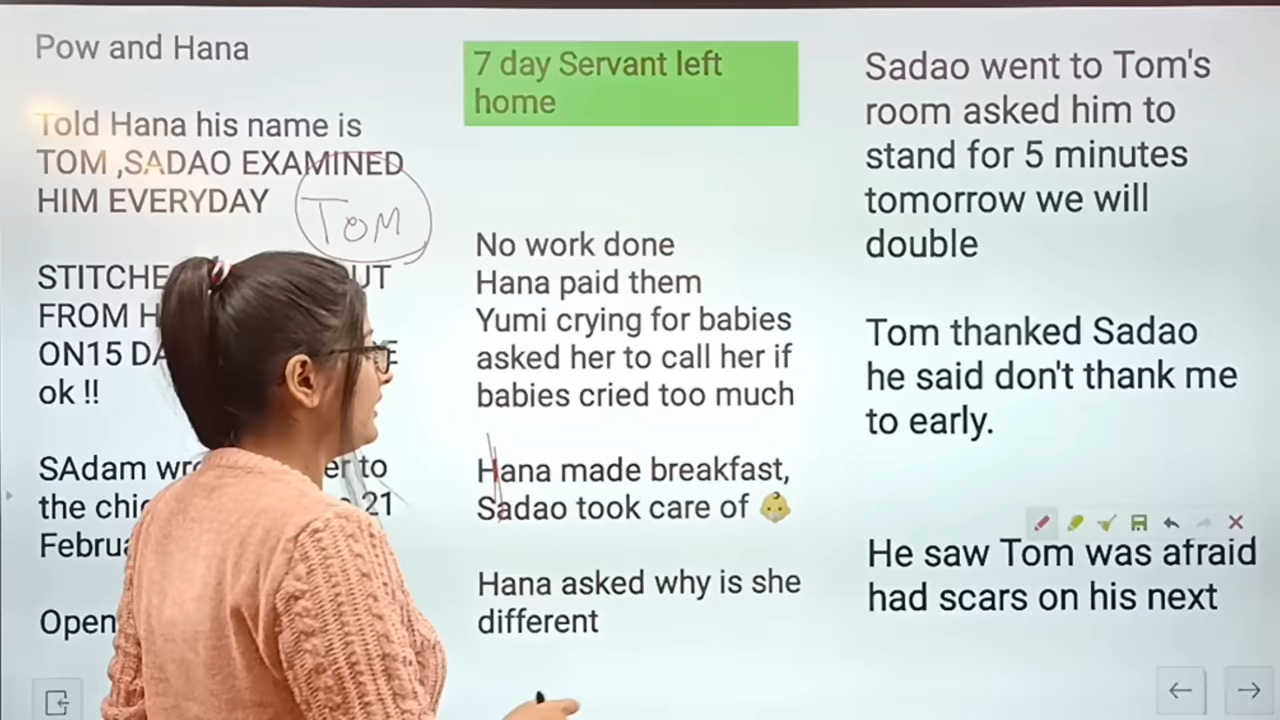 Pow and Hana
Told Hana his name is
TOM ,SADAO EXAMINED
HIM EVERYDAY
TOM
STITCHE UT
FROM H
ON15 DA E
ok !!
SAdam wr er to
the chi 21
Februa
Open
7 day Servant left
home
No work done
Hana paid them
Yumi crying for babies
asked her to call her if
babies cried too much
Hana made breakfast,
Sadao took care of 👶
Hana asked why is she
different
Sadao went to Tom's
room asked him to
stand for 5 minutes
tomorrow we will
double
Tom thanked Sadao
he said don't thank me
to early.
He saw Tom was afraid
had scars on his next